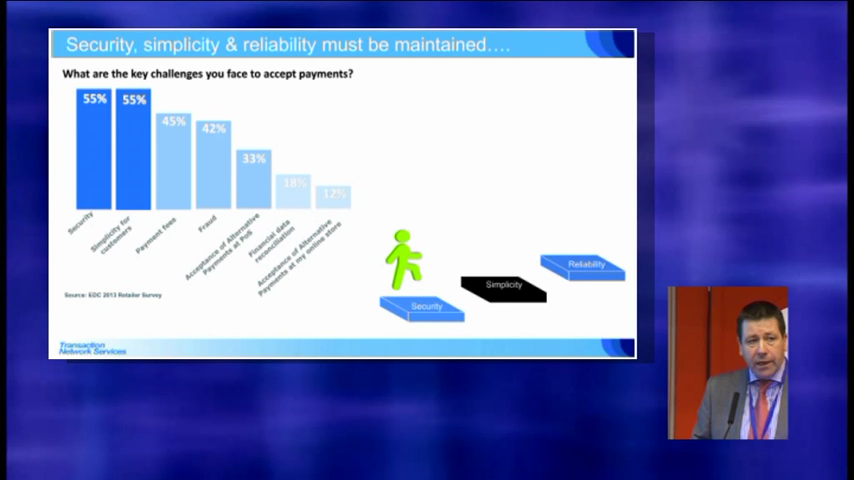 Security, simplicity & reliability must be maintained....
What are the key challenges you face to accept payments?
55%
55%
45%
42%
33%
18%
12%
Security
Simplicity for
customers
Payment fees
Fraud
Acceptance of Alternative
Payments at PoS
Financial data
reconciliation
Acceptance of Alternative
Payments at my online store
Source: EDC 2013 Retailer Survey
Security
Simplicity
Reliability
Transaction
Network Services